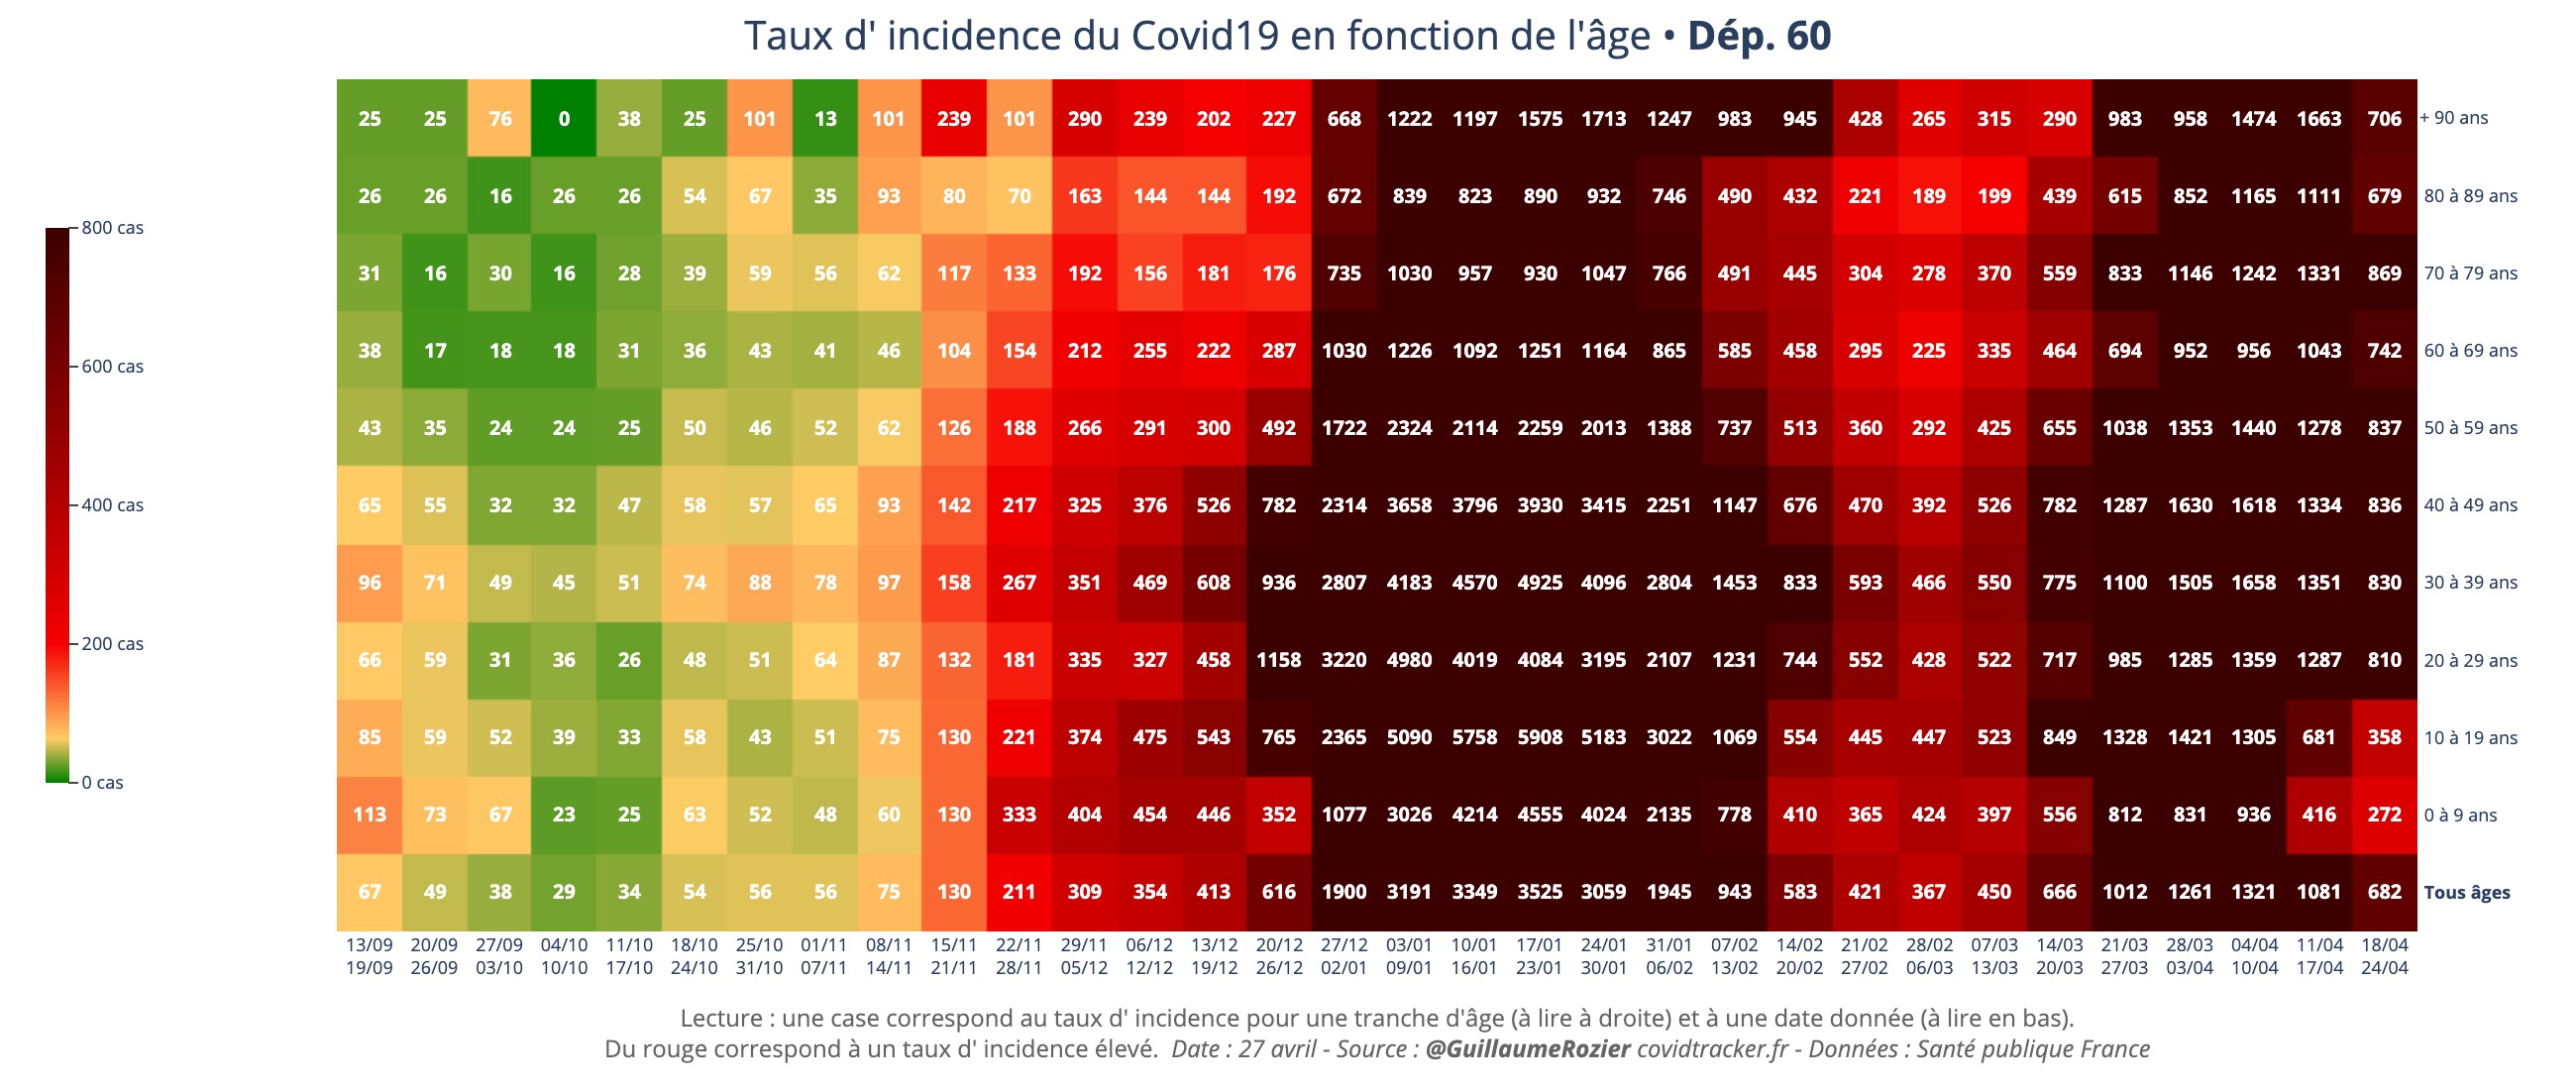 Taux d' incidence du Covid19 en fonction de l'âge • Dép. 60
25 25 76 0 38 25 101 13 101 239 101 290 239 202 227 668 1222 1197 1575 1713 1247 983 945 428 265 315 290 983 958 1474 1663 706 + 90 ans
26 26 16 26 26 54 67 35 93 80 70 163 144 144 192 672 839 823 890 932 746 490 432 221 189 199 439 615 852 1165 1111 679 80 à 89 ans
800 cas
31 16 30 16 28 39 59 56 62 117 133 192 156 181 176 735 1030 957 930 1047 766 491 445 304 278 370 559 833 1146 1242 1331 869 70 à 79 ans
38 17 18 18 31 36 43 41 46 104 154 212 255 222 287 1030 1226 1092 1251 1164 865 585 458 295 225 335 464 694 952 956 1043 742 60 à 69 ans
600 cas
43 35 24 24 25 50 46 52 62 126 188 266 291 300 492 1722 2324 2114 2259 2013 1388 737 513 360 292 425 655 1038 1353 1440 1278 837 50 à 59 ans
400 cas
65 55 32 32 47 58 57 65 93 142 217 325 376 526 782 2314 3658 3796 3930 3415 2251 1147 676 470 392 526 782 1287 1630 1618 1334 836 40 à 49 ans
96 71 49 45 51 74 88 78 97 158 267 351 469 608 936 2807 4183 4570 4925 4096 2804 1453 833 593 466 550 775 1100 1505 1658 1351 830 30 à 39 ans
200 cas
66 59 31 36 26 48 51 64 87 132 181 335 327 458 1158 3220 4980 4019 4084 3195 2107 1231 744 552 428 522 717 985 1285 1359 1287 810 20 à 29 ans
85 59 52 39 33 58 43 51 75 130 221 374 475 543 765 2365 5090 5758 5908 5183 3022 1069 554 445 447 523 849 1328 1421 1305 681 358 10 à 19 ans
0 cas
113 73 67 23 25 63 52 48 60 130 333 404 454 446 352 1077 3026 4214 4555 4024 2135 778 410 365 424 397 556 812 831 936 416 272 0 à 9 ans
67 49 38 29 34 54 56 56 75 130 211 309 354 413 616 1900 3191 3349 3525 3059 1945 943 583 421 367 450 666 1012 1261 1321 1081 682 Tous âges
13/09 20/09 27/09 04/10 11/10 18/10 25/10 01/11 08/11 15/11 22/11 29/11 06/12 13/12 20/12 27/12 03/01 10/01 17/01 24/01 31/01 07/02 14/02 21/02 28/02 07/03 14/03 21/03 28/03 04/04 11/04 18/04
19/09 26/09 03/10 10/10 17/10 24/10 31/10 07/11 14/11 21/11 28/11 05/12 12/12 19/12 26/12 02/01 09/01 16/01 23/01 30/01 06/02 13/02 20/02 27/02 06/03 13/03 20/03 27/03 03/04 10/04 17/04 24/04
Lecture : une case correspond au taux d' incidence pour une tranche d'âge (à lire à droite) et à une date donnée (à lire en bas).
Du rouge correspond à un taux d' incidence élevé. Date : 27 avril - Source : @GuillaumeRozier covidtracker.fr - Données : Santé publique France